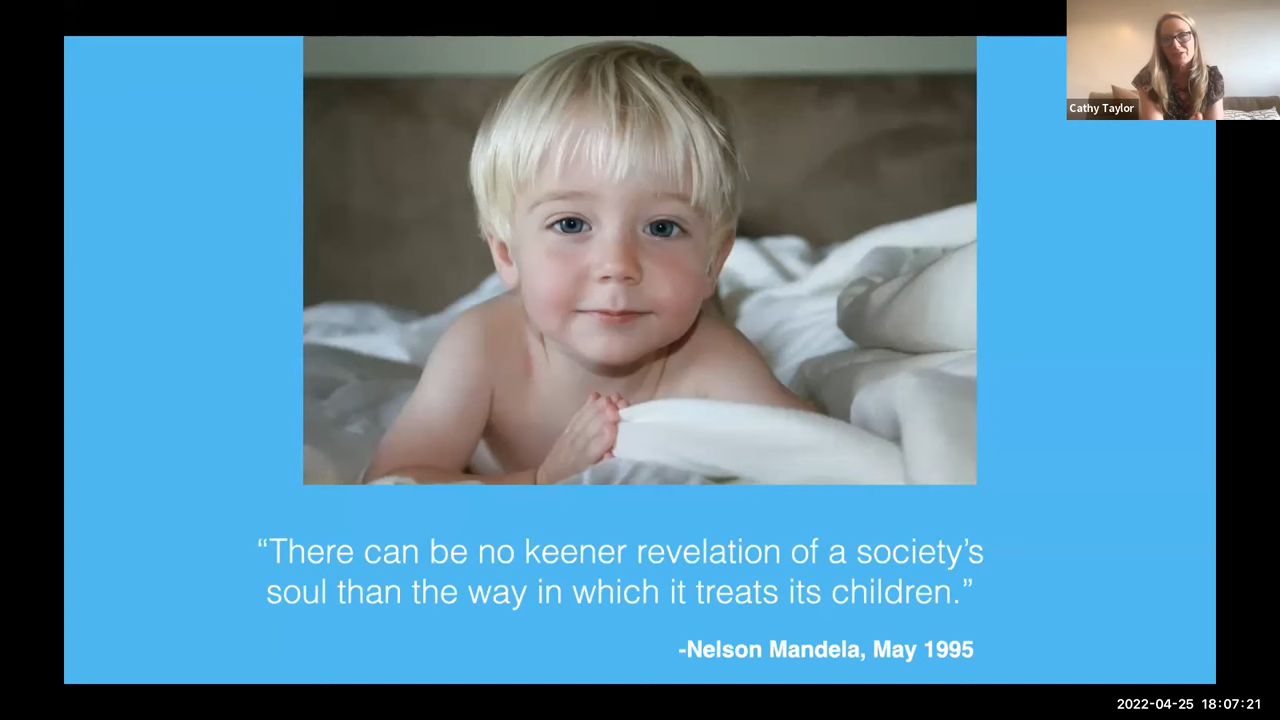 Cathy Taylor
“There can be no keener revelation of a society’s
soul than the way in which it treats its children.”
-Nelson Mandela, May 1995
2022-04-25 18:07:21